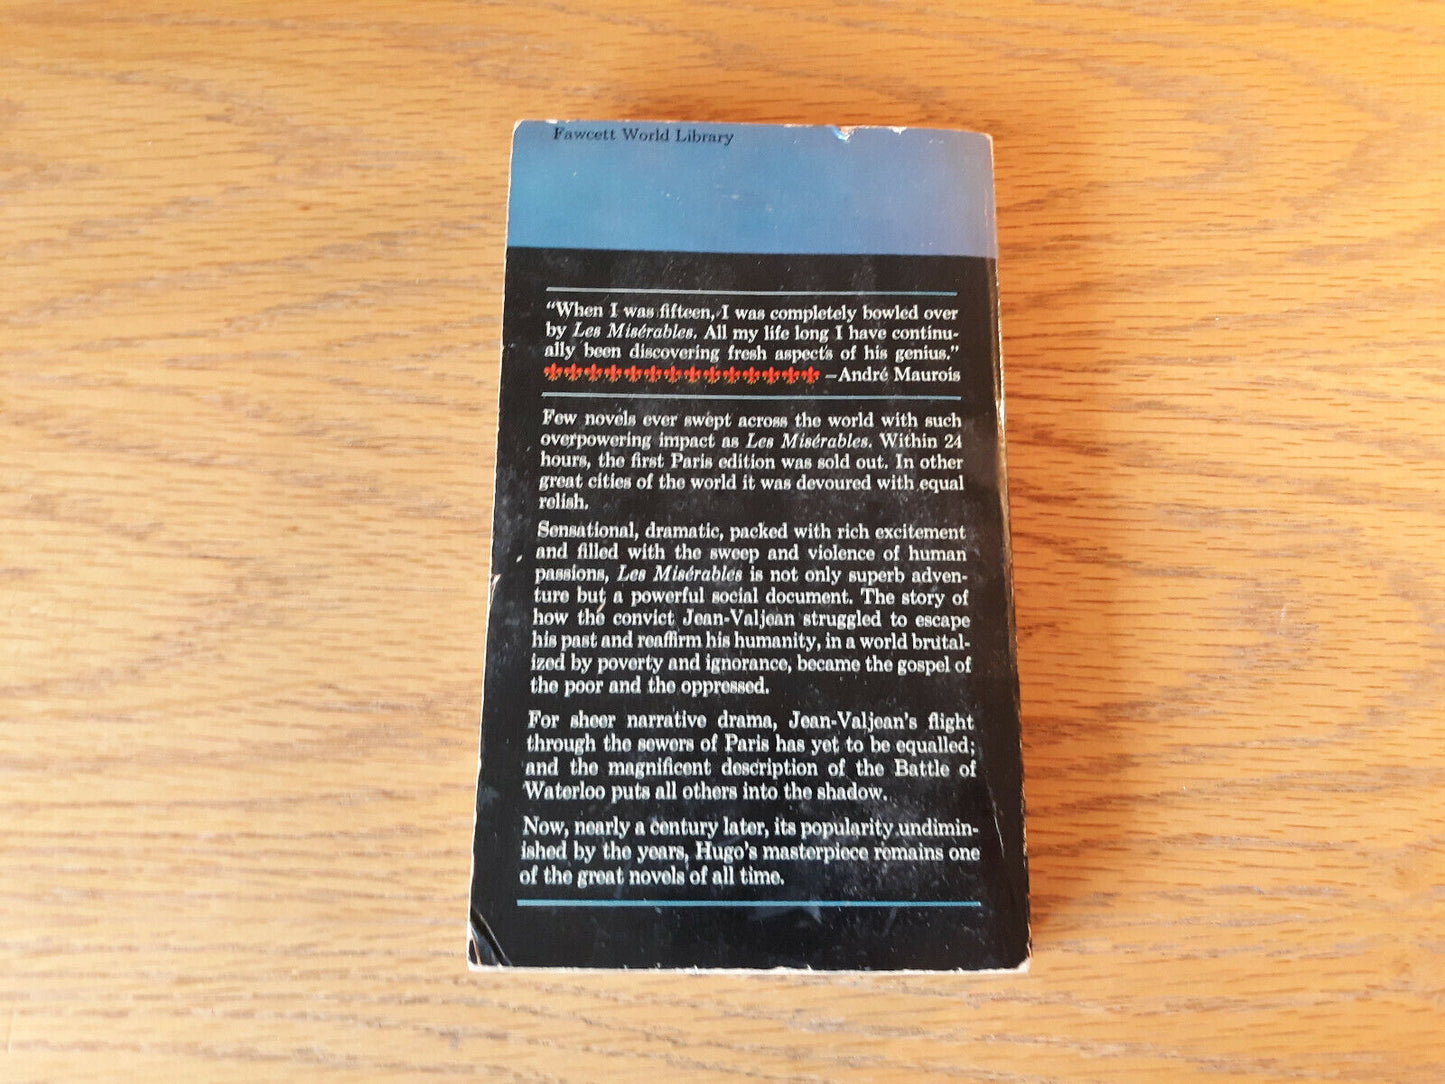 Fawcett World Library
“When I was fifteen, I was completely bowled over
by Les Misérables. All my life long I have continu-
ally been discovering fresh aspects of his genius.”
—André Maurois
Few novels ever swept across the world with such
overpowering impact as Les Misérables. Within 24
hours, the first Paris edition was sold out. In other
great cities of the world it was devoured with equal
relish.
Sensational, dramatic, packed with rich excitement
and filled with the sweep and violence of human
passions, Les Misérables is not only superb adven-
ture but a powerful social document. The story of
how the convict Jean-Valjean struggled to escape
his past and reaffirm his humanity, in a world brutal-
ized by poverty and ignorance, became the gospel of
the poor and the oppressed.
For sheer narrative drama, Jean-Valjean’s flight
through the sewers of Paris has yet to be equalled;
and the magnificent description of the Battle of
Waterloo puts all others into the shadow.
Now, nearly a century later, its popularity undimin-
ished by the years, Hugo’s masterpiece remains one
of the great novels of all time.